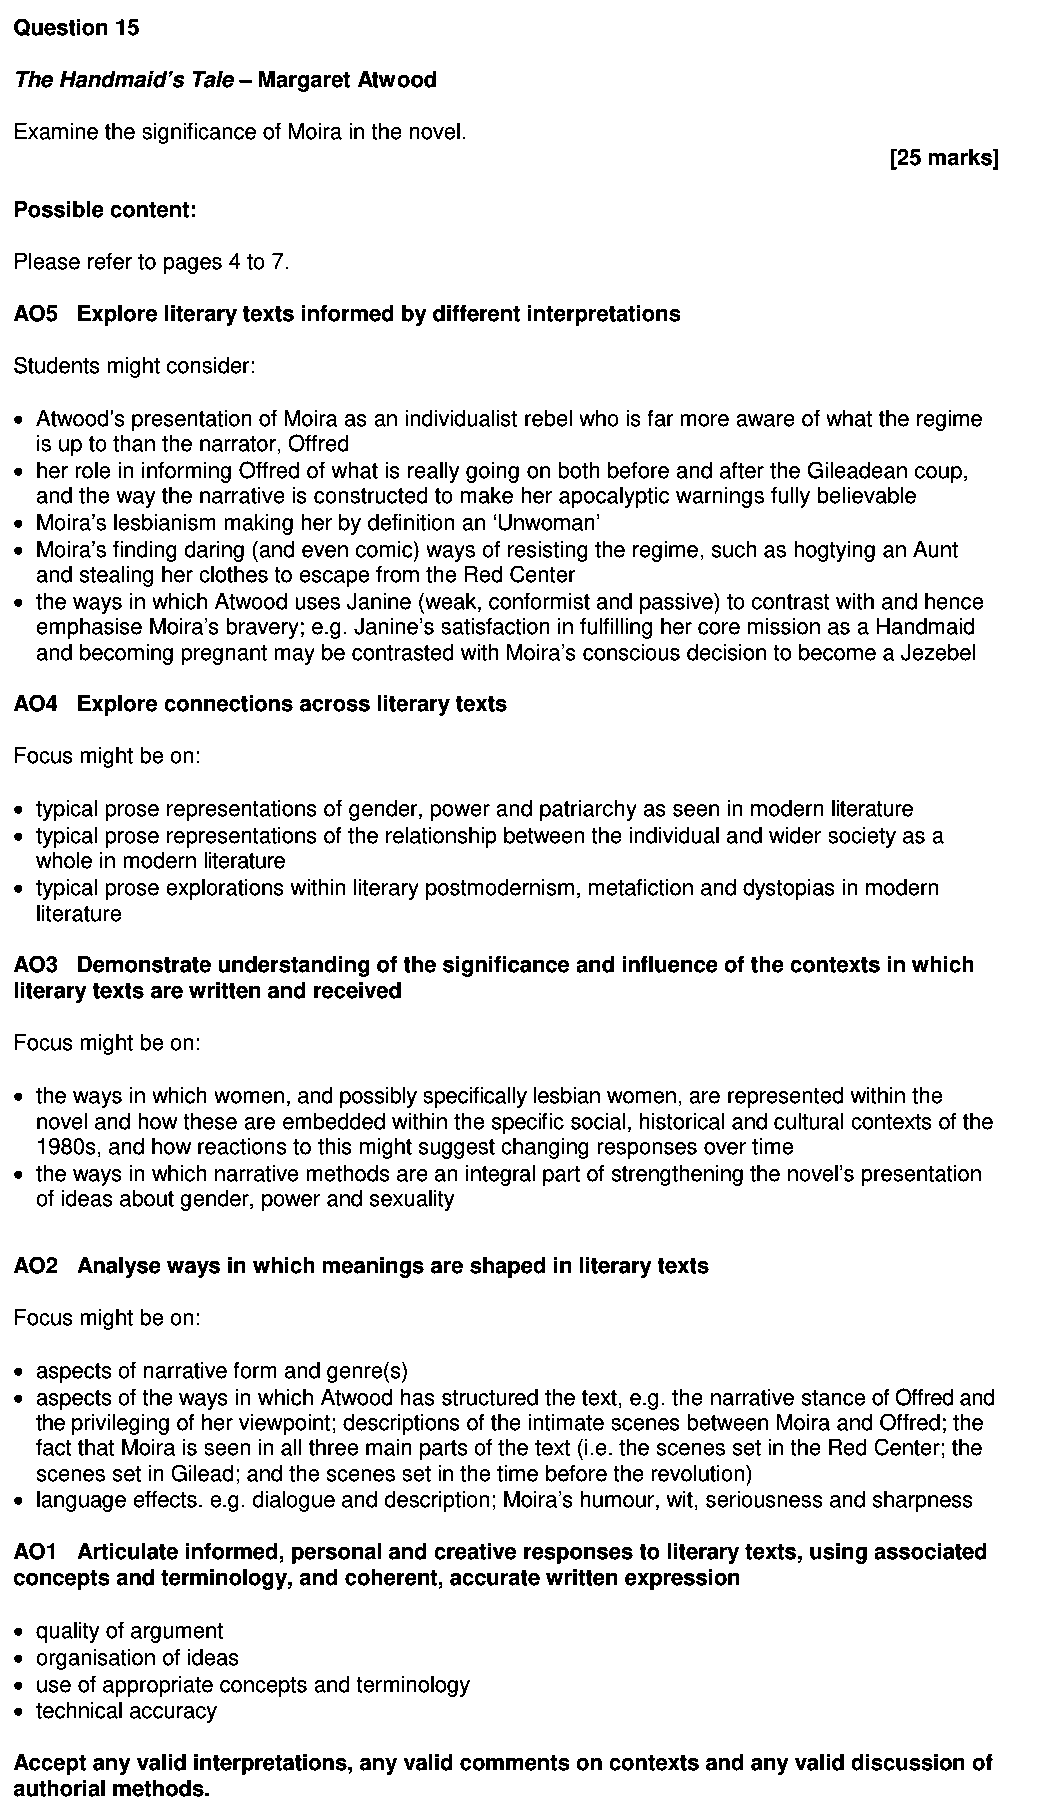 Question 15
The Handmaid's Tale – Margaret Atwood
Examine the significance of Moira in the novel.
[25 marks]
Possible content:
Please refer to pages 4 to 7.
AO5 Explore literary texts informed by different interpretations
Students might consider:
• Atwood's presentation of Moira as an individualist rebel who is far more aware of what the regime
is up to than the narrator, Offred
• her role in informing Offred of what is really going on both before and after the Gileadean coup,
and the way the narrative is constructed to make her apocalyptic warnings fully believable
• Moira's lesbianism making her by definition an 'Unwoman'
• Moira's finding daring (and even comic) ways of resisting the regime, such as hogtying an Aunt
and stealing her clothes to escape from the Red Center
• the ways in which Atwood uses Janine (weak, conformist and passive) to contrast with and hence
emphasise Moira's bravery; e.g. Janine's satisfaction in fulfilling her core mission as a Handmaid
and becoming pregnant may be contrasted with Moira's conscious decision to become a Jezebel
AO4 Explore connections across literary texts
Focus might be on:
• typical prose representations of gender, power and patriarchy as seen in modern literature
• typical prose representations of the relationship between the individual and wider society as a
whole in modern literature
• typical prose explorations within literary postmodernism, metafiction and dystopias in modern
literature
AO3 Demonstrate understanding of the significance and influence of the contexts in which
literary texts are written and received
Focus might be on:
• the ways in which women, and possibly specifically lesbian women, are represented within the
novel and how these are embedded within the specific social, historical and cultural contexts of the
1980s, and how reactions to this might suggest changing responses over time
• the ways in which narrative methods are an integral part of strengthening the novel's presentation
of ideas about gender, power and sexuality
AO2 Analyse ways in which meanings are shaped in literary texts
Focus might be on:
• aspects of narrative form and genre(s)
• aspects of the ways in which Atwood has structured the text, e.g. the narrative stance of Offred and
the privileging of her viewpoint; descriptions of the intimate scenes between Moira and Offred; the
fact that Moira is seen in all three main parts of the text (i.e. the scenes set in the Red Center; the
scenes set in Gilead; and the scenes set in the time before the revolution)
• language effects. e.g. dialogue and description; Moira's humour, wit, seriousness and sharpness
AO1 Articulate informed, personal and creative responses to literary texts, using associated
concepts and terminology, and coherent, accurate written expression
• quality of argument
• organisation of ideas
• use of appropriate concepts and terminology
• technical accuracy
Accept any valid interpretations, any valid comments on contexts and any valid discussion of
authorial methods.